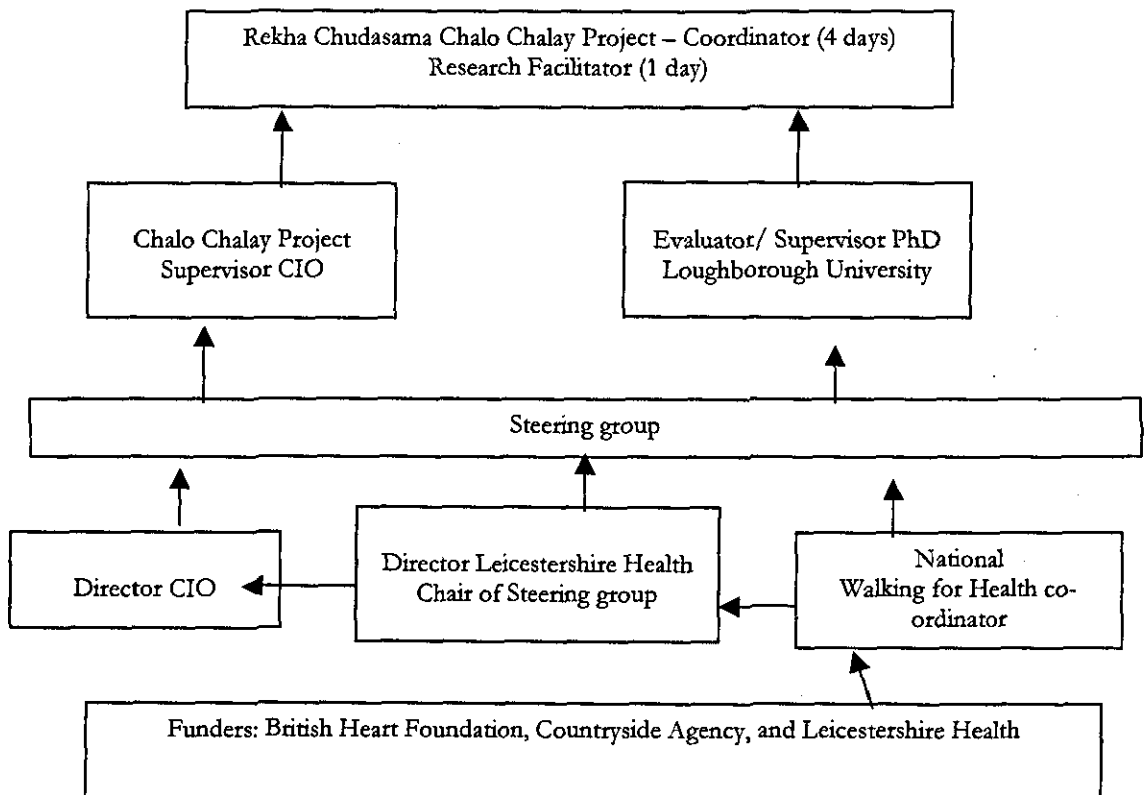 Rekha Chudasama Chalo Chalay Project – Coordinator (4 days)
Research Facilitator (1 day)
Chalo Chalay Project
Supervisor CIO
Evaluator/ Supervisor PhD
Loughborough University
Steering group
Director CIO
Director Leicestershire Health
Chair of Steering group
National
Walking for Health co-
ordinator
Funders: British Heart Foundation, Countryside Agency, and Leicestershire Health